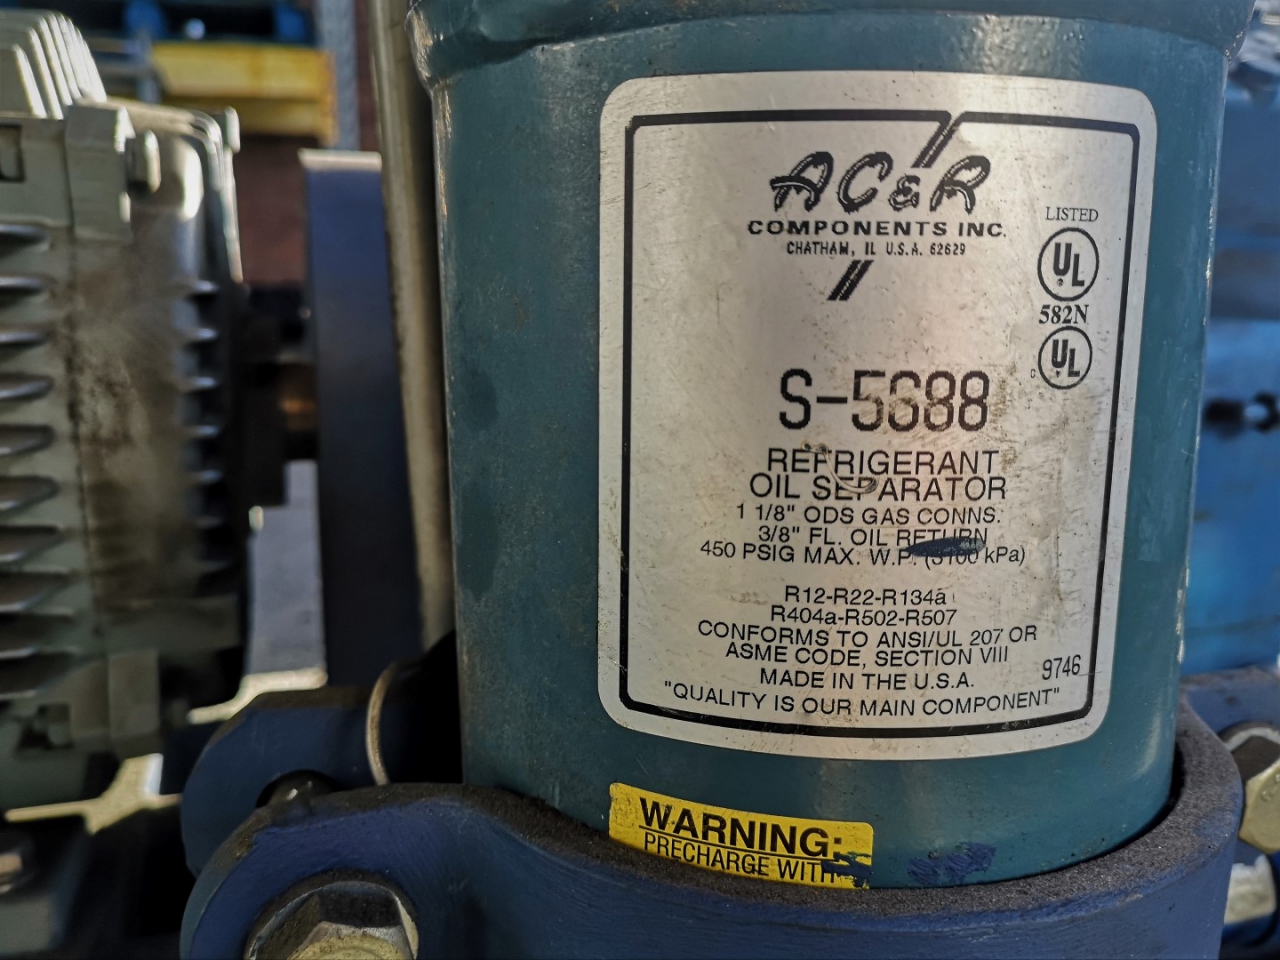 AC&R
COMPONENTS INC.
CHATHAM, IL U.S.A. 62629
LISTED
UL
582N
C UL
S-5688
REFRIGERANT
OIL SEPARATOR
1 1/8" ODS GAS CONNS.
3/8" FL. OIL RETURN
450 PSIG MAX. W.P. (3100 kPa)
R12-R22-R134a
R404a-R502-R507
CONFORMS TO ANSI/UL 207 OR
ASME CODE, SECTION VIII
9746
MADE IN THE U.S.A.
"QUALITY IS OUR MAIN COMPONENT"
WARNING:
PRECHARGE WITH